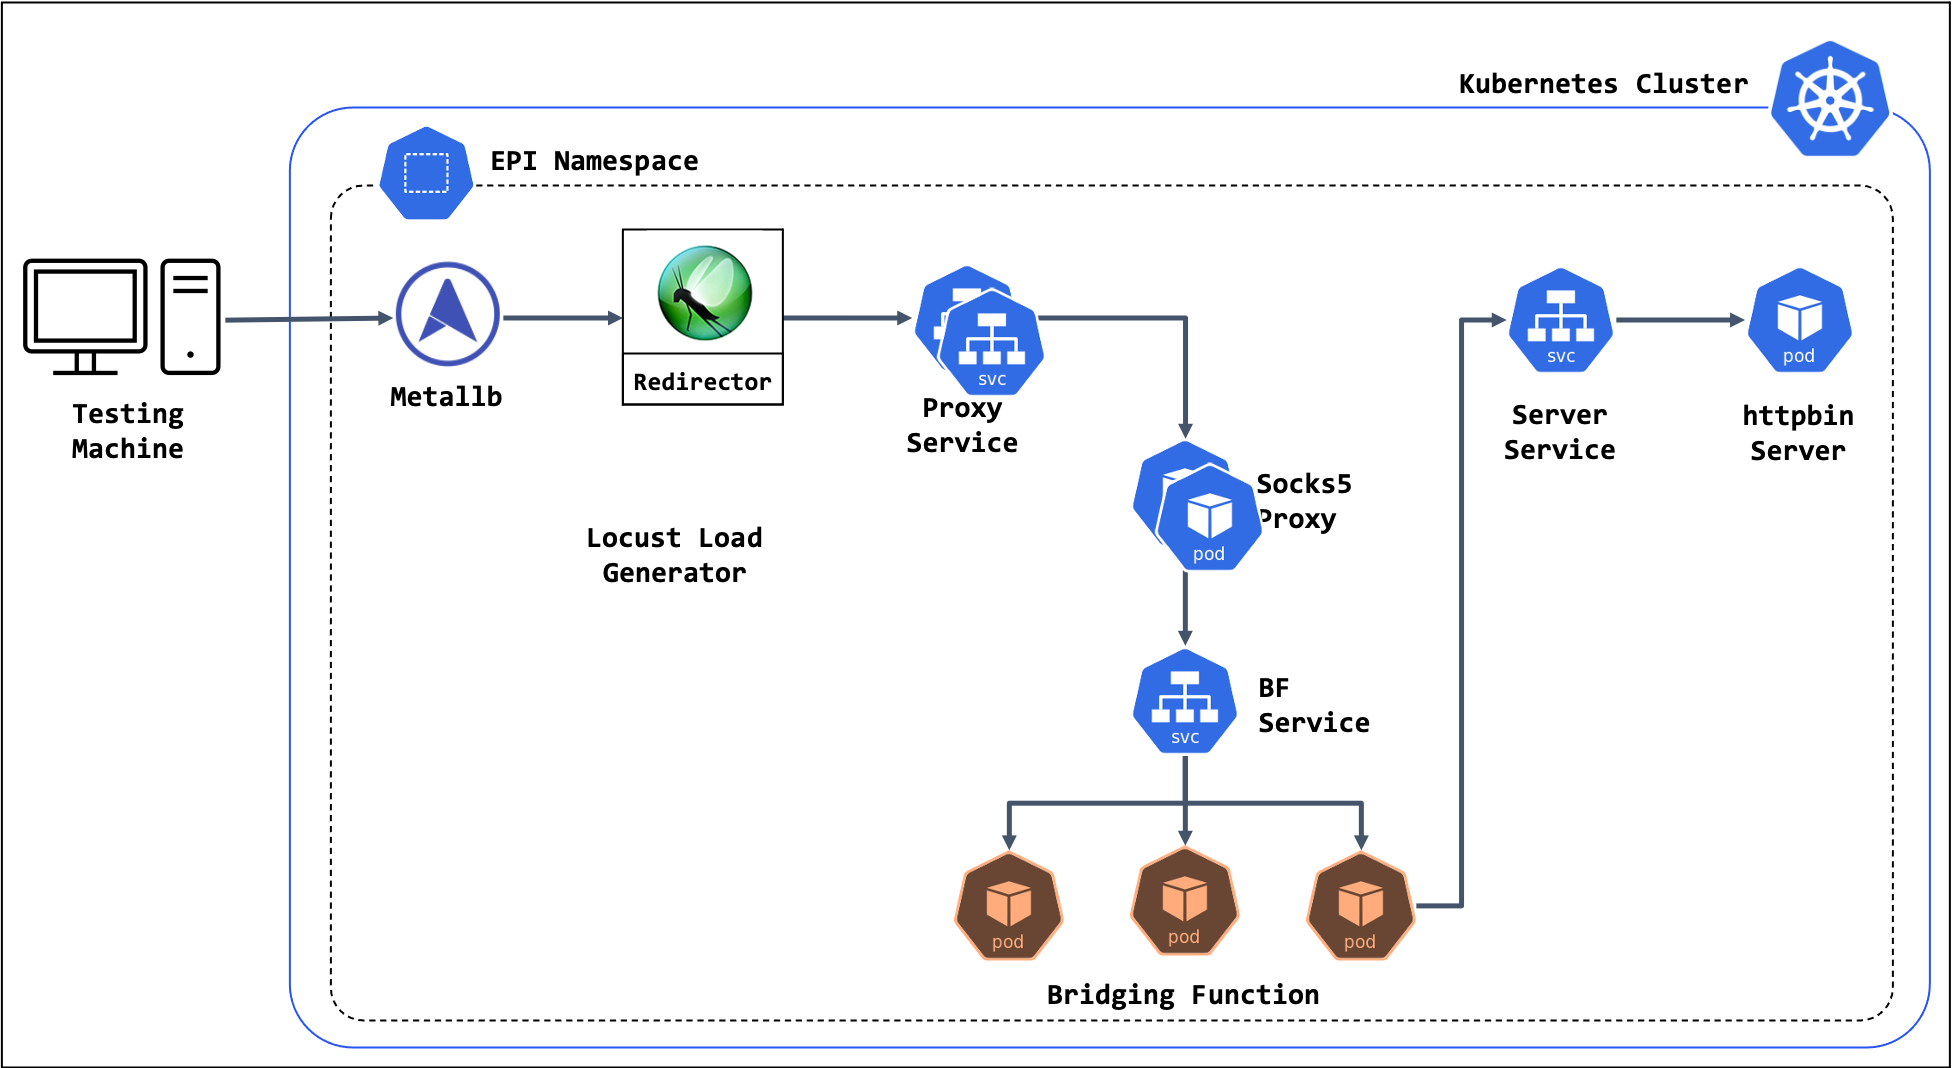 Kubernetes Cluster
EPI Namespace
Testing
Machine
Metallb
Redirector
Locust Load
Generator
svc
Proxy
Service
pod
Socks5
Proxy
svc
BF
Service
pod
pod
pod
Bridging Function
svc
Server
Service
pod
httpbin
Server